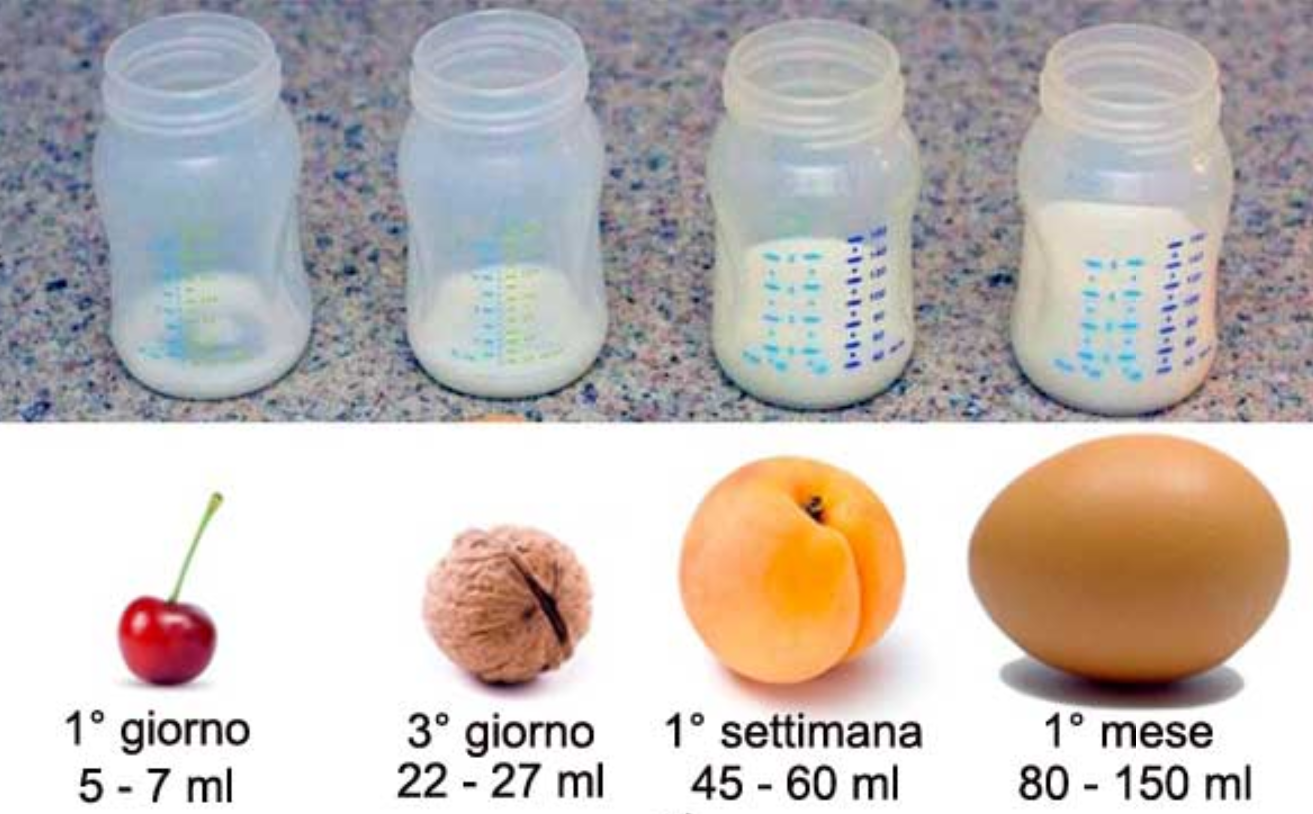 1° giorno
5 - 7 ml
3° giorno
22 - 27 ml
1° settimana
45 - 60 ml
1° mese
80 - 150 ml